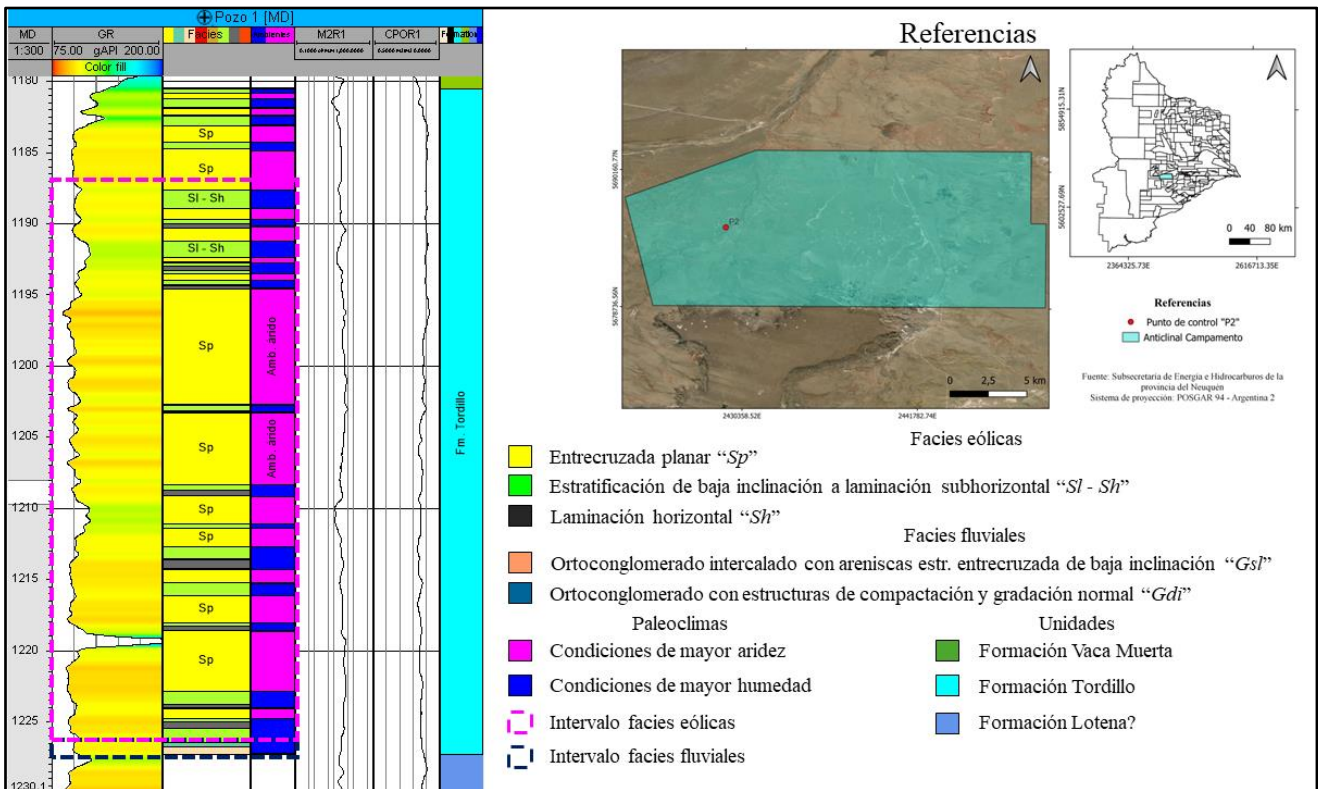 Pozo 1 [MD]
MD
GR
Facies
M2R1
CPOR1
1:300
75.00 gAPI 200.00
Color fill
1180
1185
1190
1195
1200
1205
1210
1215
1220
1225
1230.1
Sp
Sp
Sl - Sh
Sl - Sh
Sp
Sp
Sp
Sp
Sp
Sp
Amb. ando
Amb. ando
Fm. Tordillo
Referencias
5690160.77N
5678736.56N
P2
0 2,5 5 km
2430358.52E
2441782.74E
5854915.31N
5602527.69N
0 40 80 km
2364325.73E
2616713.35E
Referencias
Punto de control "P2"
Anticlinal Campamento
Fuente: Subsecretaria de Energia e Hidrocarburos de la
provincia del Neuquén
Sistema de proyección: POSGAR 94 - Argentina 2
Facies eólicas
Entrecruzada planar “Sp”
Estratificación de baja inclinación a laminación subhorizontal “Sl - Sh”
Laminación horizontal “Sh”
Facies fluviales
Ortoconglomerado intercalado con areniscas estr. entrecruzada de baja inclinación “Gsl”
Ortoconglomerado con estructuras de compactación y gradación normal “Gdi”
Paleoclimas
Condiciones de mayor aridez
Condiciones de mayor humedad
Intervalo facies eólicas
Intervalo facies fluviales
Unidades
Formación Vaca Muerta
Formación Tordillo
Formación Lotena?